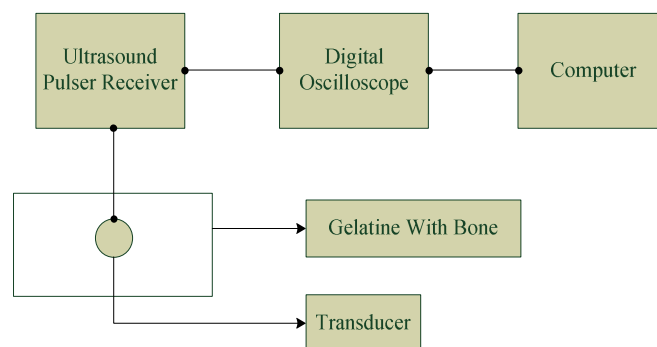 Ultrasound
Pulser Receiver
Digital
Oscilloscope
Computer
Gelatine With Bone
Transducer